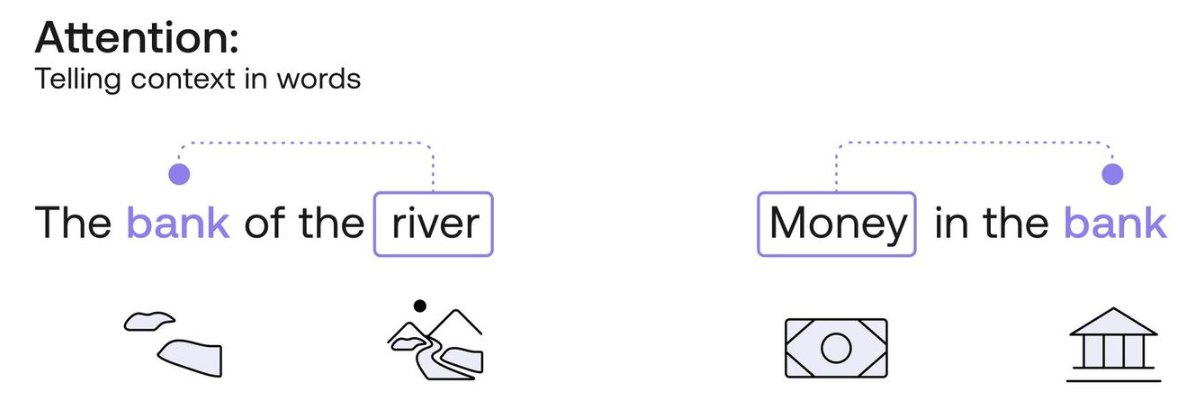 Attention:
Telling context in words
The bank of the river
Money in the bank